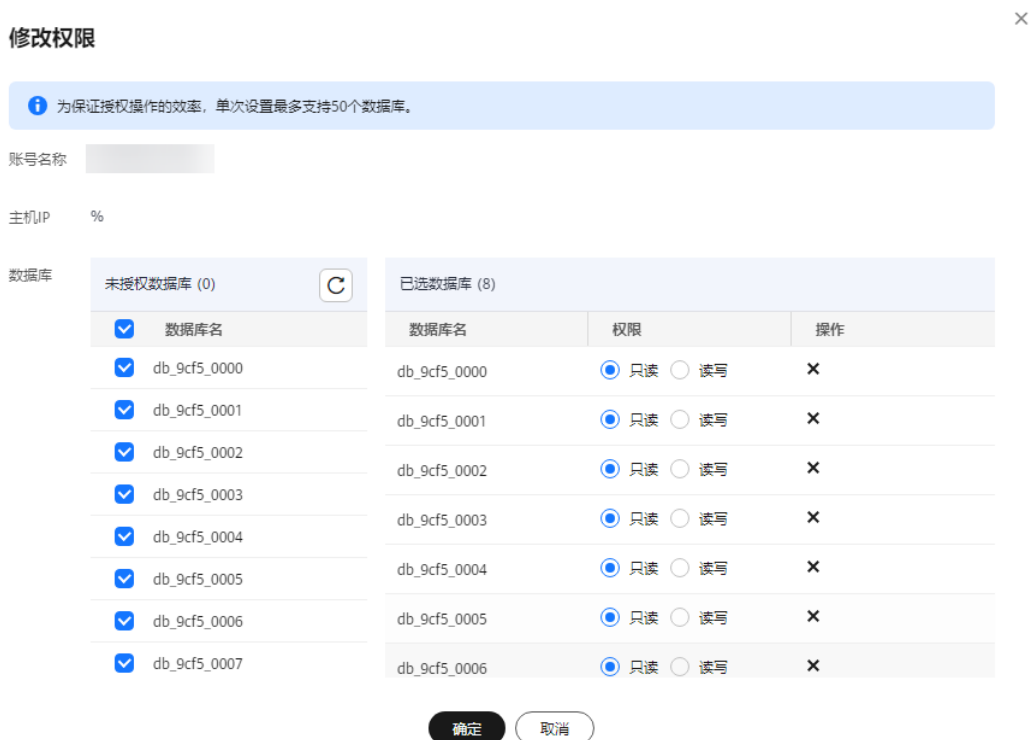 修改权限
为保证授权操作的效率，单次设置最多支持50个数据库。
账号名称
主机IP %
数据库
未授权数据库 (0)
数据库名
db_9cf5_0000
db_9cf5_0001
db_9cf5_0002
db_9cf5_0003
db_9cf5_0004
db_9cf5_0005
db_9cf5_0006
db_9cf5_0007
已选数据库 (8)
数据库名 权限 操作
db_9cf5_0000 只读 读写
db_9cf5_0001 只读 读写
db_9cf5_0002 只读 读写
db_9cf5_0003 只读 读写
db_9cf5_0004 只读 读写
db_9cf5_0005 只读 读写
db_9cf5_0006 只读 读写
确定 取消